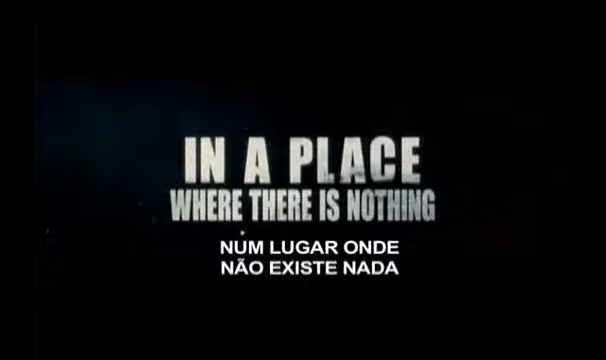 IN A PLACE
WHERE THERE IS NOTHING
NUM LUGAR ONDE
NÃO EXISTE NADA